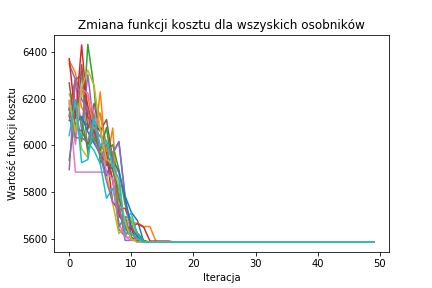 Zmiana funkcji kosztu dla wszyskich osobników
6400
6200
6000
5800
5600
Wartość funkcji kosztu
0 10 20 30 40 50
Iteracja